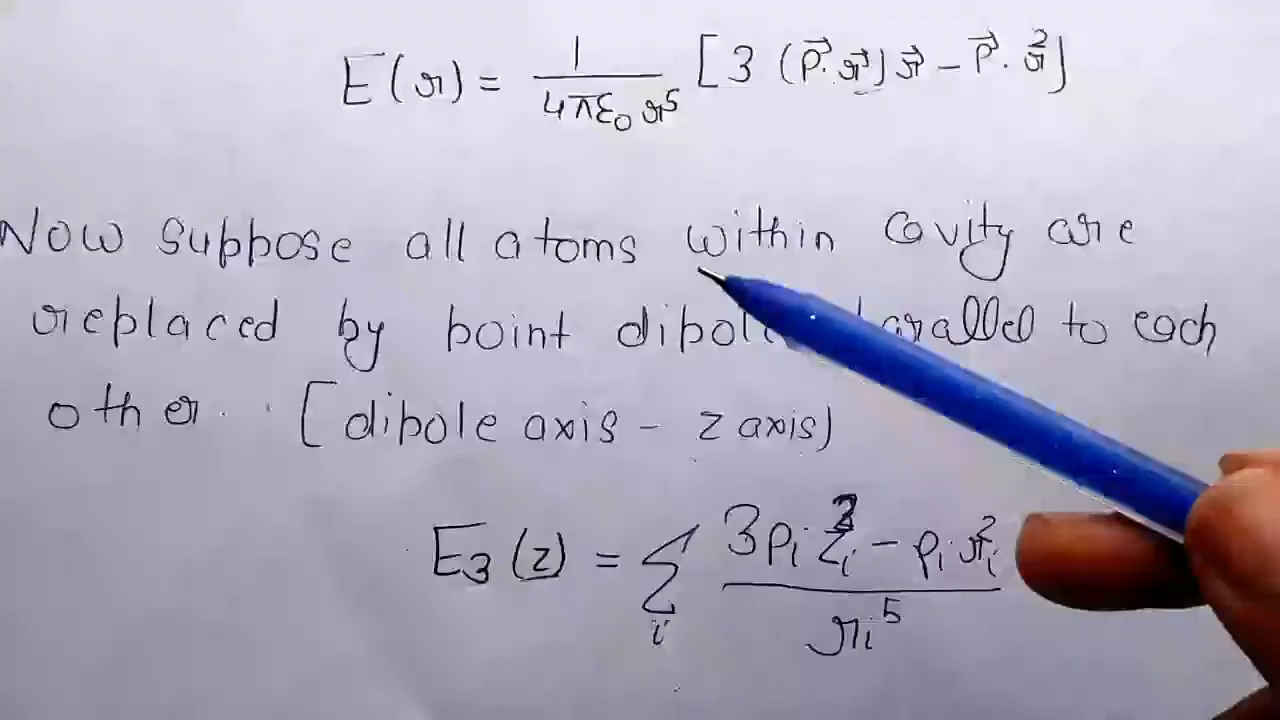 E(r) = 1/4πε₀r⁵ [3 (p⃗.r⃗)r⃗ - p⃗.r⃗²]
Now suppose all atoms within cavity are
replaced by point parallel to each
other. [dipole axis - z axis)
E₃(z) = Σᵢ 3pᵢzᵢ² - pᵢrᵢ² / rᵢ⁵